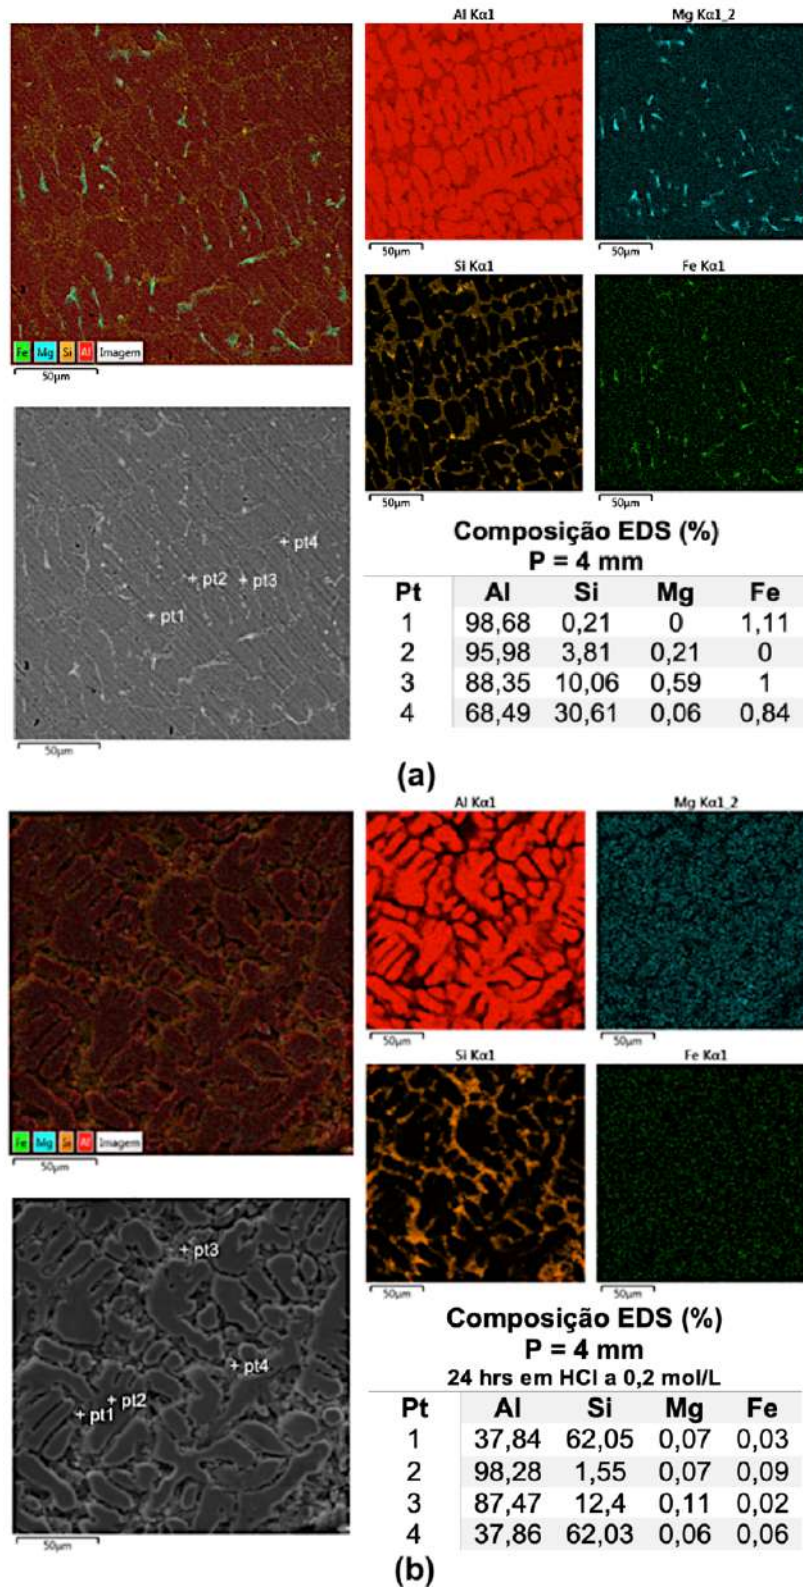 Al Kα1
Mg Kα1_2
50μm
50μm
Si Kα1
Fe Kα1
Fe Mg Si Al Imagem
50μm
50μm
50μm
+ pt4
+ pt2 + pt3
+ pt1
50μm
Composição EDS (%)
P = 4 mm
Pt Al Si Mg Fe
1 98,68 0,21 0 1,11
2 95,98 3,81 0,21 0
3 88,35 10,06 0,59 1
4 68,49 30,61 0,06 0,84
(a)
Al Kα1
Mg Kα1_2
50μm
50μm
Si Kα1
Fe Kα1
Fe Mg Si Al Imagem
50μm
50μm
50μm
+ pt3
+ pt4
+ pt2
+ pt1
50μm
Composição EDS (%)
P = 4 mm
24 hrs em HCl a 0,2 mol/L
Pt Al Si Mg Fe
1 37,84 62,05 0,07 0,03
2 98,28 1,55 0,07 0,09
3 87,47 12,4 0,11 0,02
4 37,86 62,03 0,06 0,06
(b)